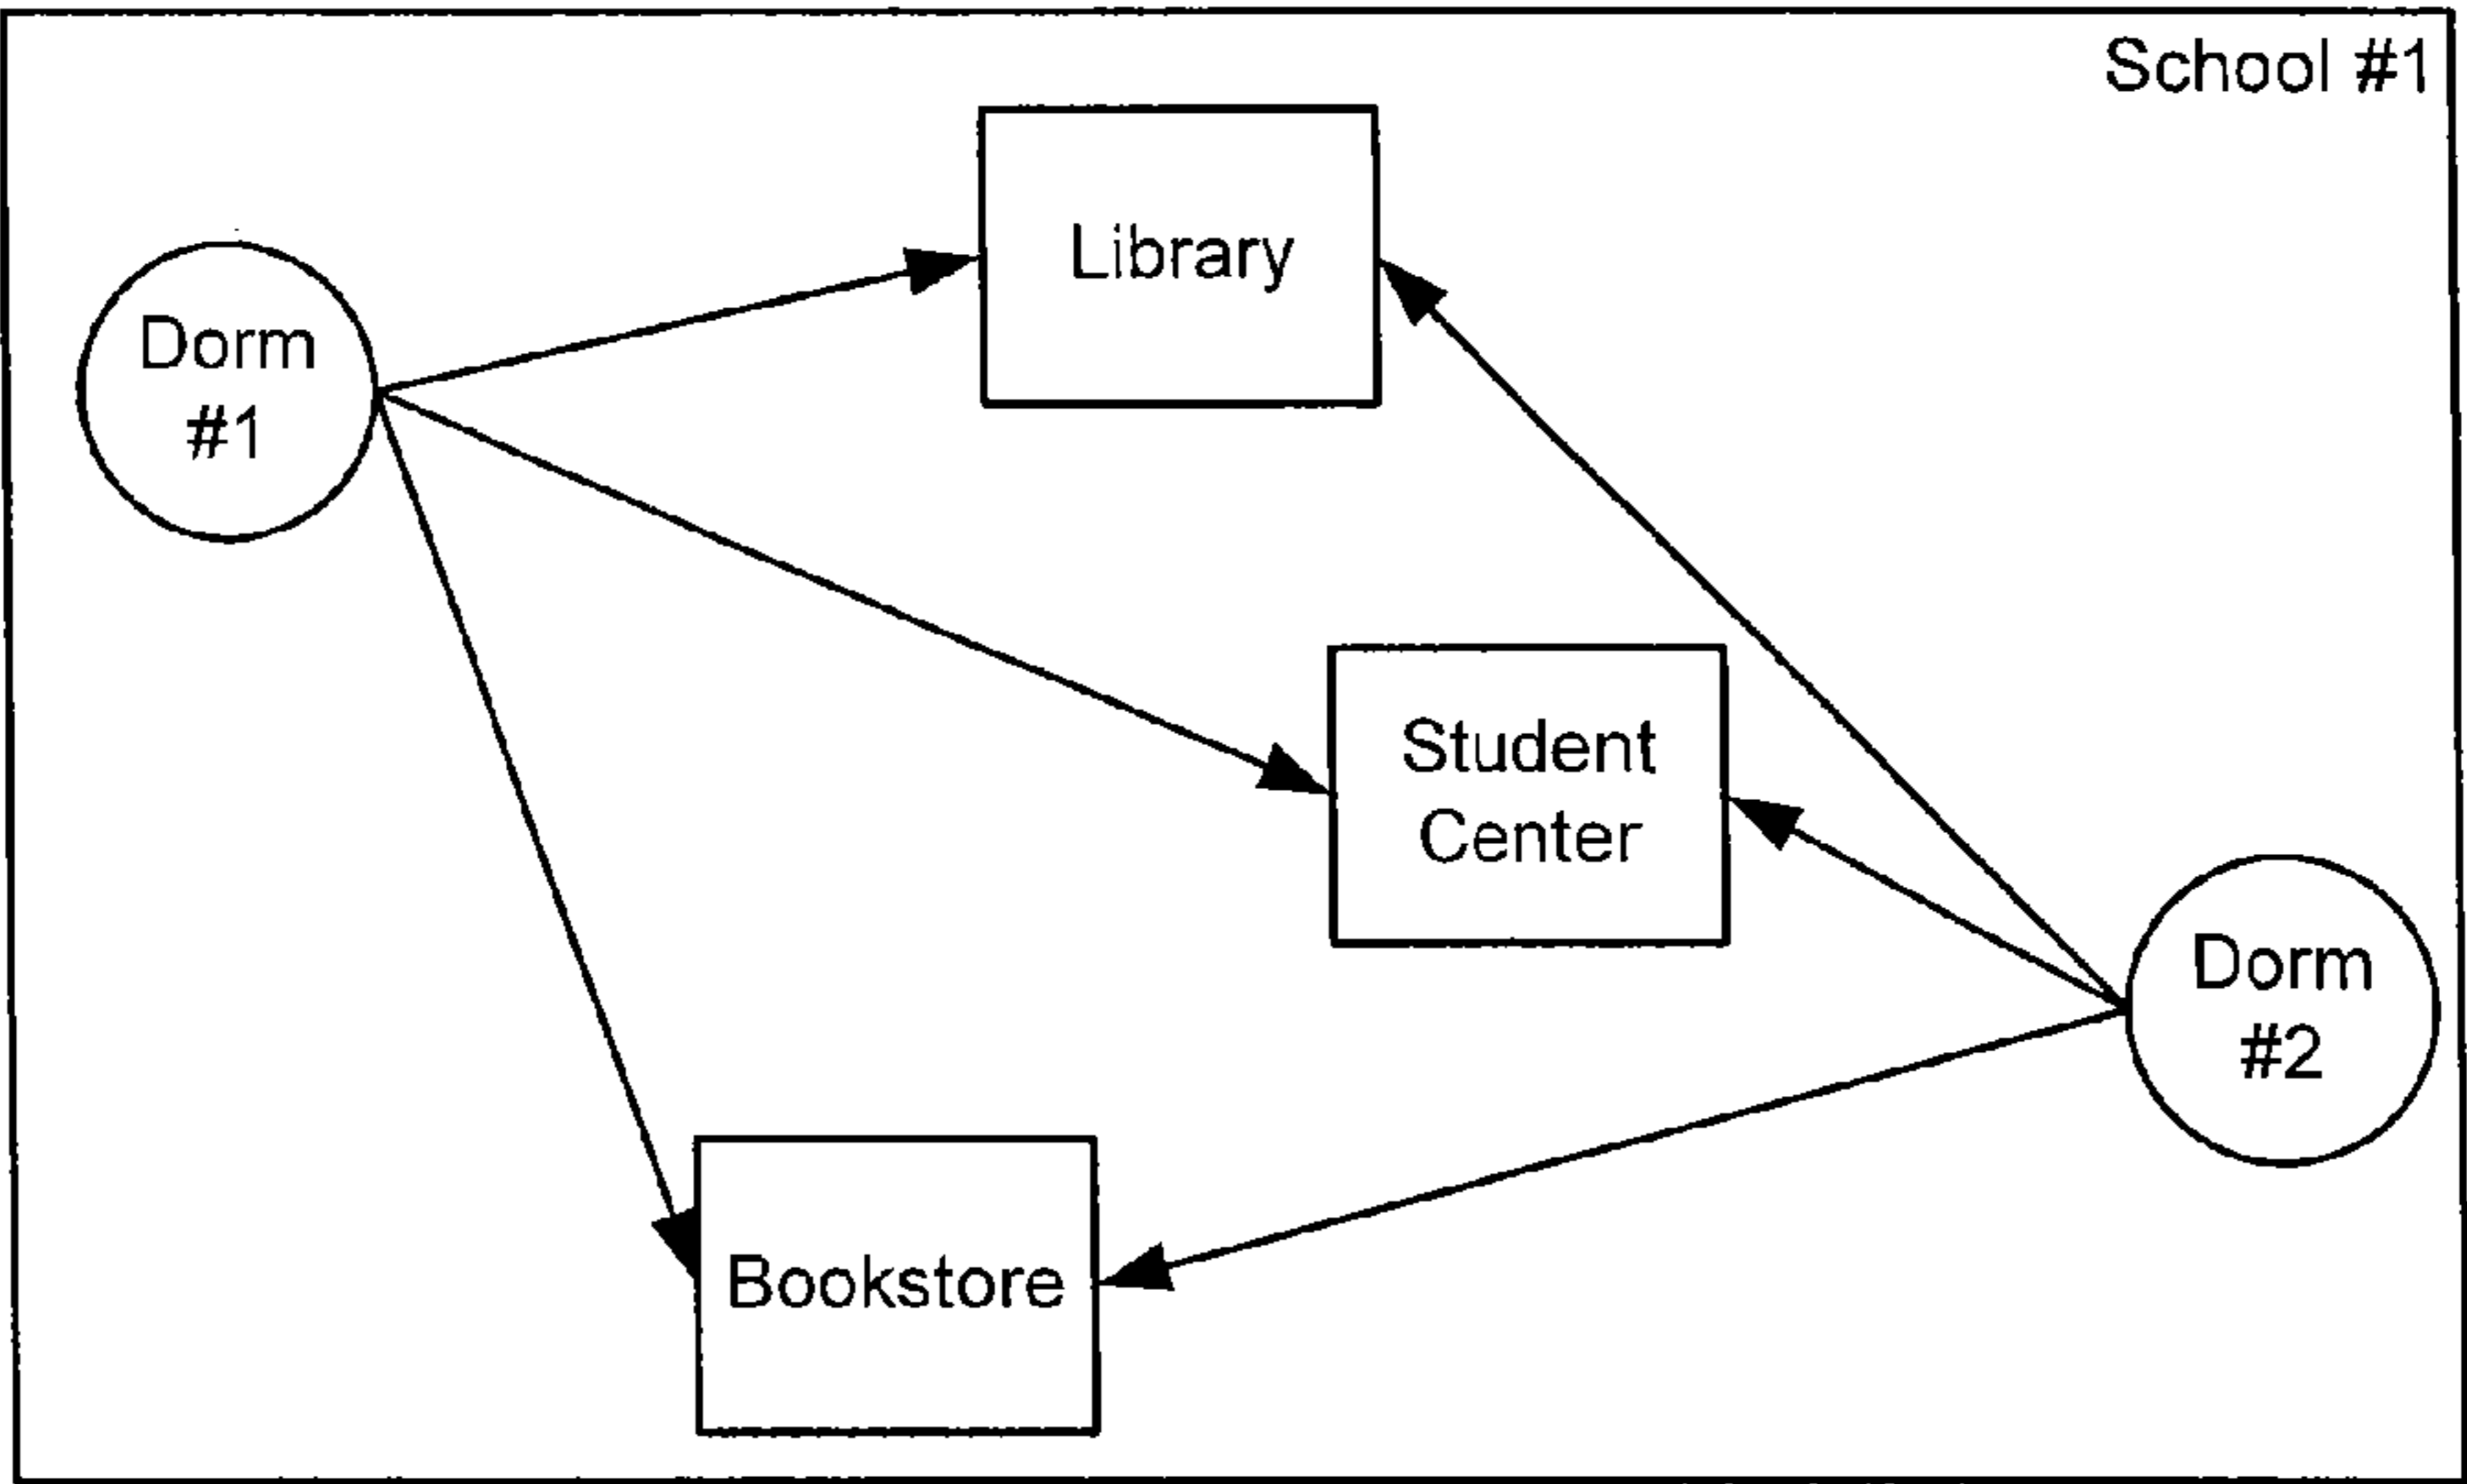 School #1
Library
Dorm
#1
Student
Center
Dorm
#2
Bookstore